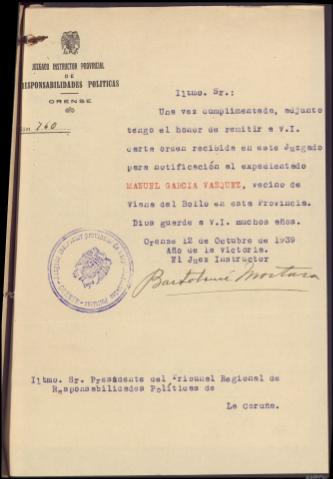 JUZGADO INSTRUCTOR PROVINCIAL
DE
RESPONSABILIDADES POLITICAS
ORENSE
760
Iltmo. Sr.:
Una vez cumplimentada, adjunto
tengo el honor de remitir a V.I.
carta orden recibida en este Juzgado
para notificación al expedientado
MANUEL GARCIA VASQUEZ, vecino de
Viana del Bollo en esta Provincia.
Dios guarde a V.I. muchos años.
Orense 12 de Octubre de 1939
Año de la Victoria.
El Juez Instructor
Bartolomé Mostaza
Iltmo. Sr. Presidente del Tribunal Regional de
Responsabilidades Políticas de
La Coruña.